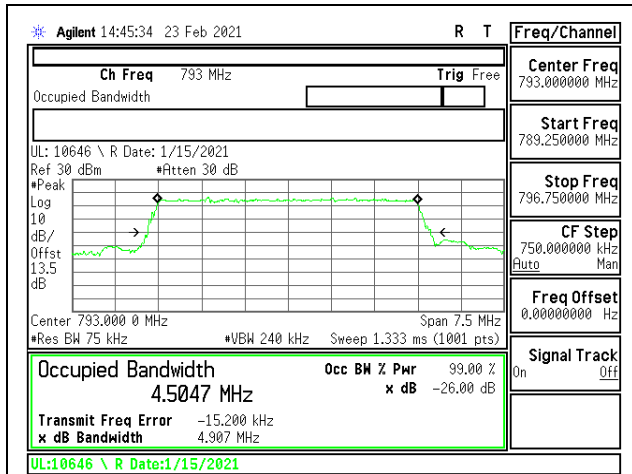 Agilent 14:45:34 23 Feb 2021 R T
Freq/Channel
Ch Freq 793 MHz Trig Free
Occupied Bandwidth
Center Freq
793.000000 MHz
Start Freq
789.250000 MHz
Stop Freq
796.750000 MHz
CF Step
750.000000 kHz
Auto Man
Freq Offset
0.00000000 Hz
Signal Track
On Off
UL: 10646 \ R Date: 1/15/2021
Ref 30 dBm #Atten 30 dB
#Peak
Log
10
dB/
Offst
13.5
dB
Center 793.000 0 MHz Span 7.5 MHz
#Res BW 75 kHz #VBW 240 kHz Sweep 1.333 ms (1001 pts)
Occupied Bandwidth Occ BW % Pwr 99.00 %
4.5047 MHz x dB -26.00 dB
Transmit Freq Error -15.200 kHz
x dB Bandwidth 4.907 MHz
UL:10646 \ R Date:1/15/2021